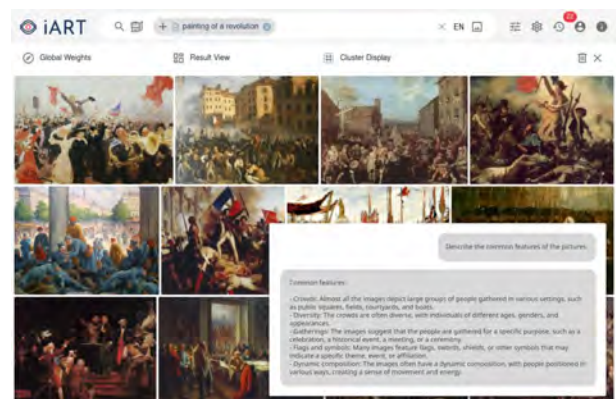 iART
+ painting of a revolution
EN
22
Global Weights
Result View
Cluster Display
Describe the common features of the pictures.
Common features:
- Crowds: Almost all the images depict large groups of people gathered in various settings, such
as public squares, fields, courtyards, and boats.
- Diversity: The crowds are often diverse, with individuals of different ages, genders, and
appearances.
- Gatherings: The images suggest that the people are gathered for a specific purpose, such as a
celebration, a historical event, a meeting, or a ceremony.
- Flags and symbols: Many images feature flags, swords, shields, or other symbols that may
indicate a specific theme, event, or affiliation.
- Dynamic composition: The images often have a dynamic composition, with people positioned in
various ways, creating a sense of movement and energy.